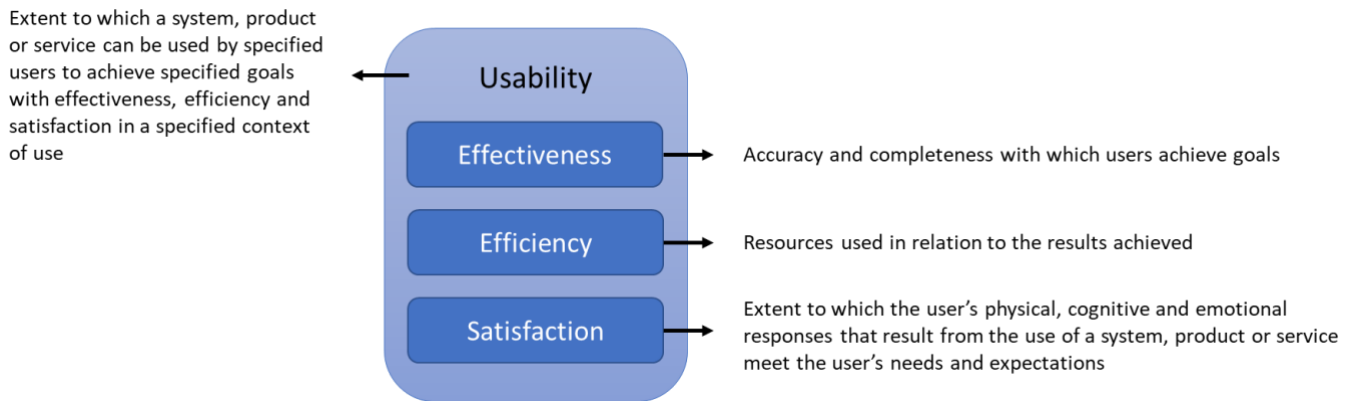 Extent to which a system, product
or service can be used by specified
users to achieve specified goals
with effectiveness, efficiency and
satisfaction in a specified context
of use
Usability
Effectiveness
Accuracy and completeness with which users achieve goals
Efficiency
Resources used in relation to the results achieved
Satisfaction
Extent to which the user’s physical, cognitive and emotional
responses that result from the use of a system, product or service
meet the user’s needs and expectations